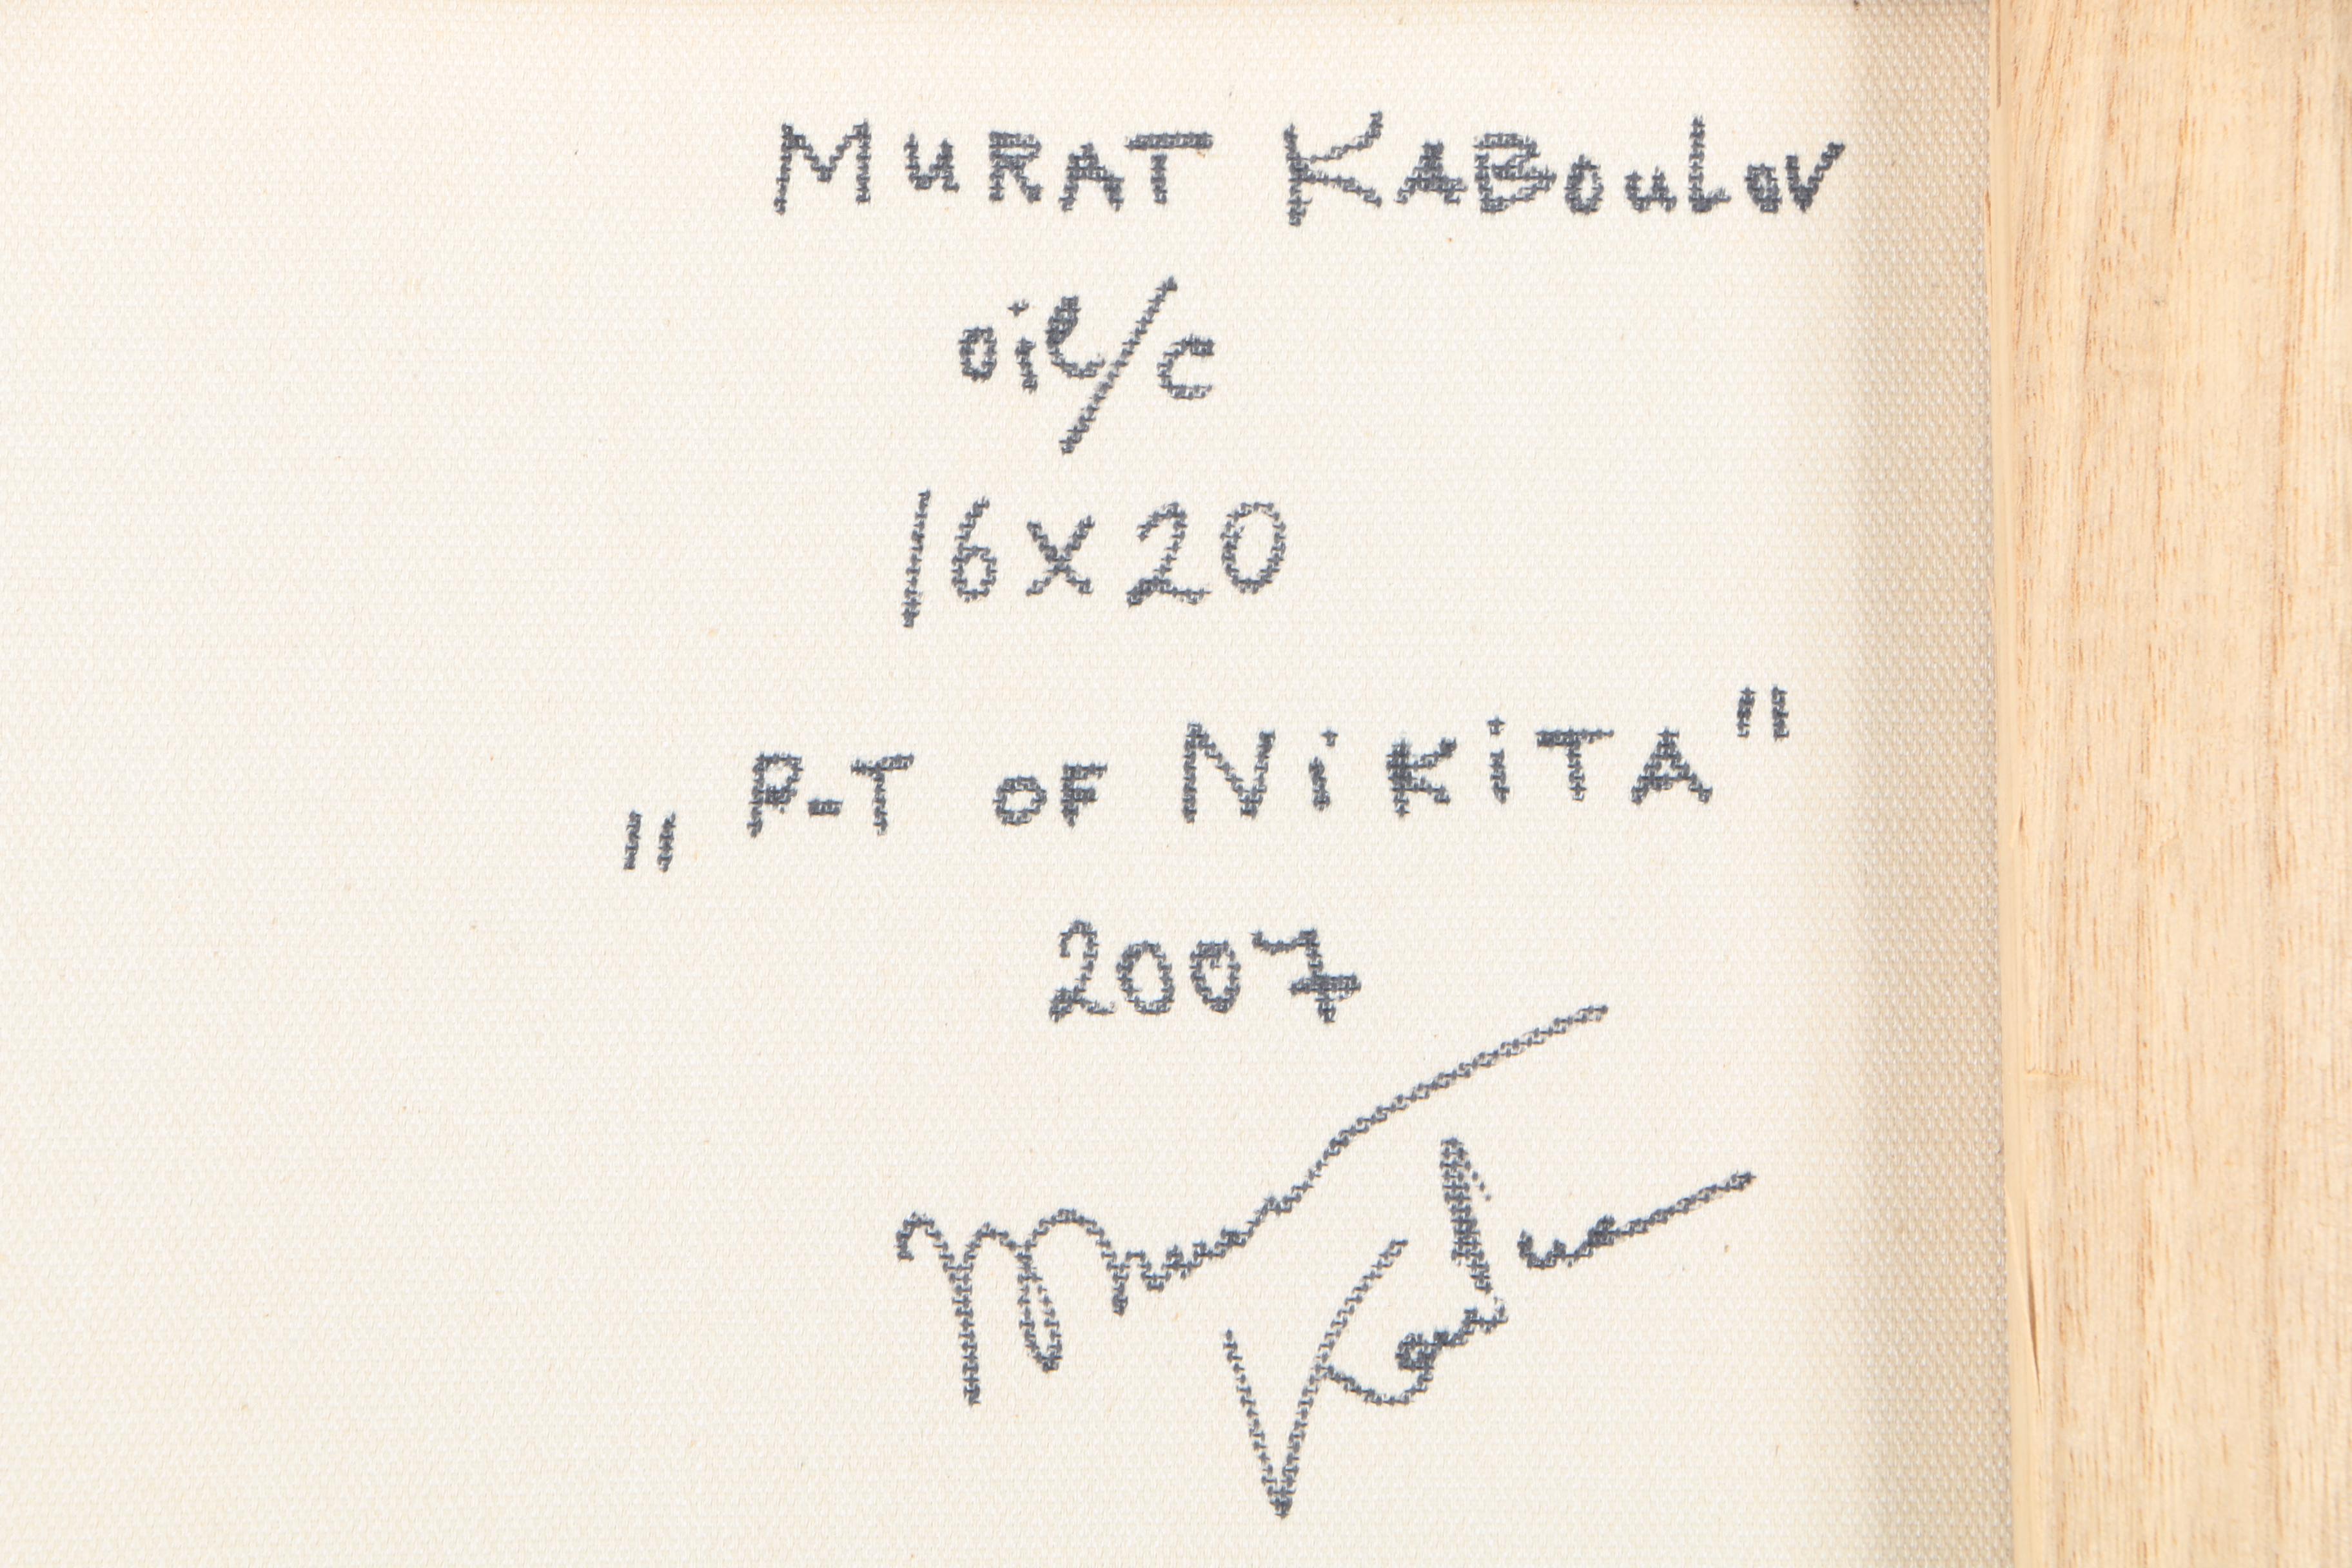 MURAT KABoulov
oil/c
16x20
„P-T OF NiKiTA"
2007